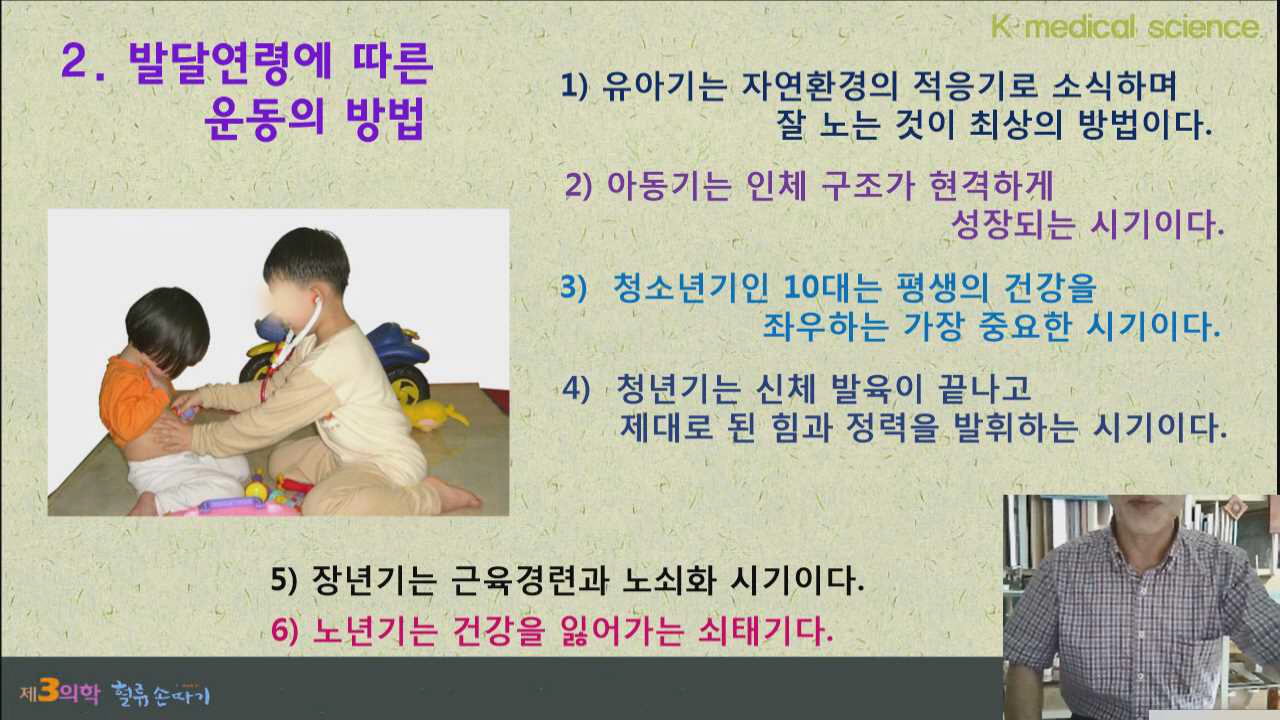 K medical science
2. 발달연령에 따른
운동의 방법
1) 유아기는 자연환경의 적응기로 소식하며
잘 노는 것이 최상의 방법이다.
2) 아동기는 인체 구조가 현격하게
성장되는 시기이다.
3) 청소년기인 10대는 평생의 건강을
좌우하는 가장 중요한 시기이다.
4) 청년기는 신체 발육이 끝나고
제대로 된 힘과 정력을 발휘하는 시기이다.
5) 장년기는 근육경련과 노쇠화 시기이다.
6) 노년기는 건강을 잃어가는 쇠태기다.
제3의학 혈류 손따기